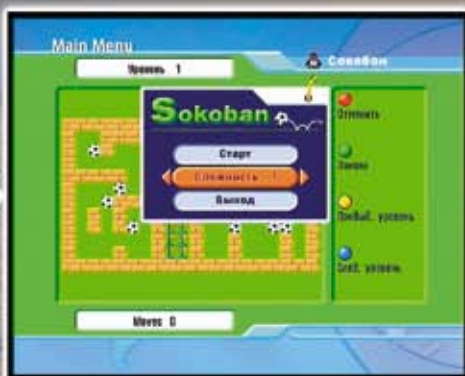 Main Menu
Сокобан
Уровень 1
Sokoban
Старт
Сложность 1
Выход
Отменить
Заново
Предыд. уровень
След. уровень
Moves 0